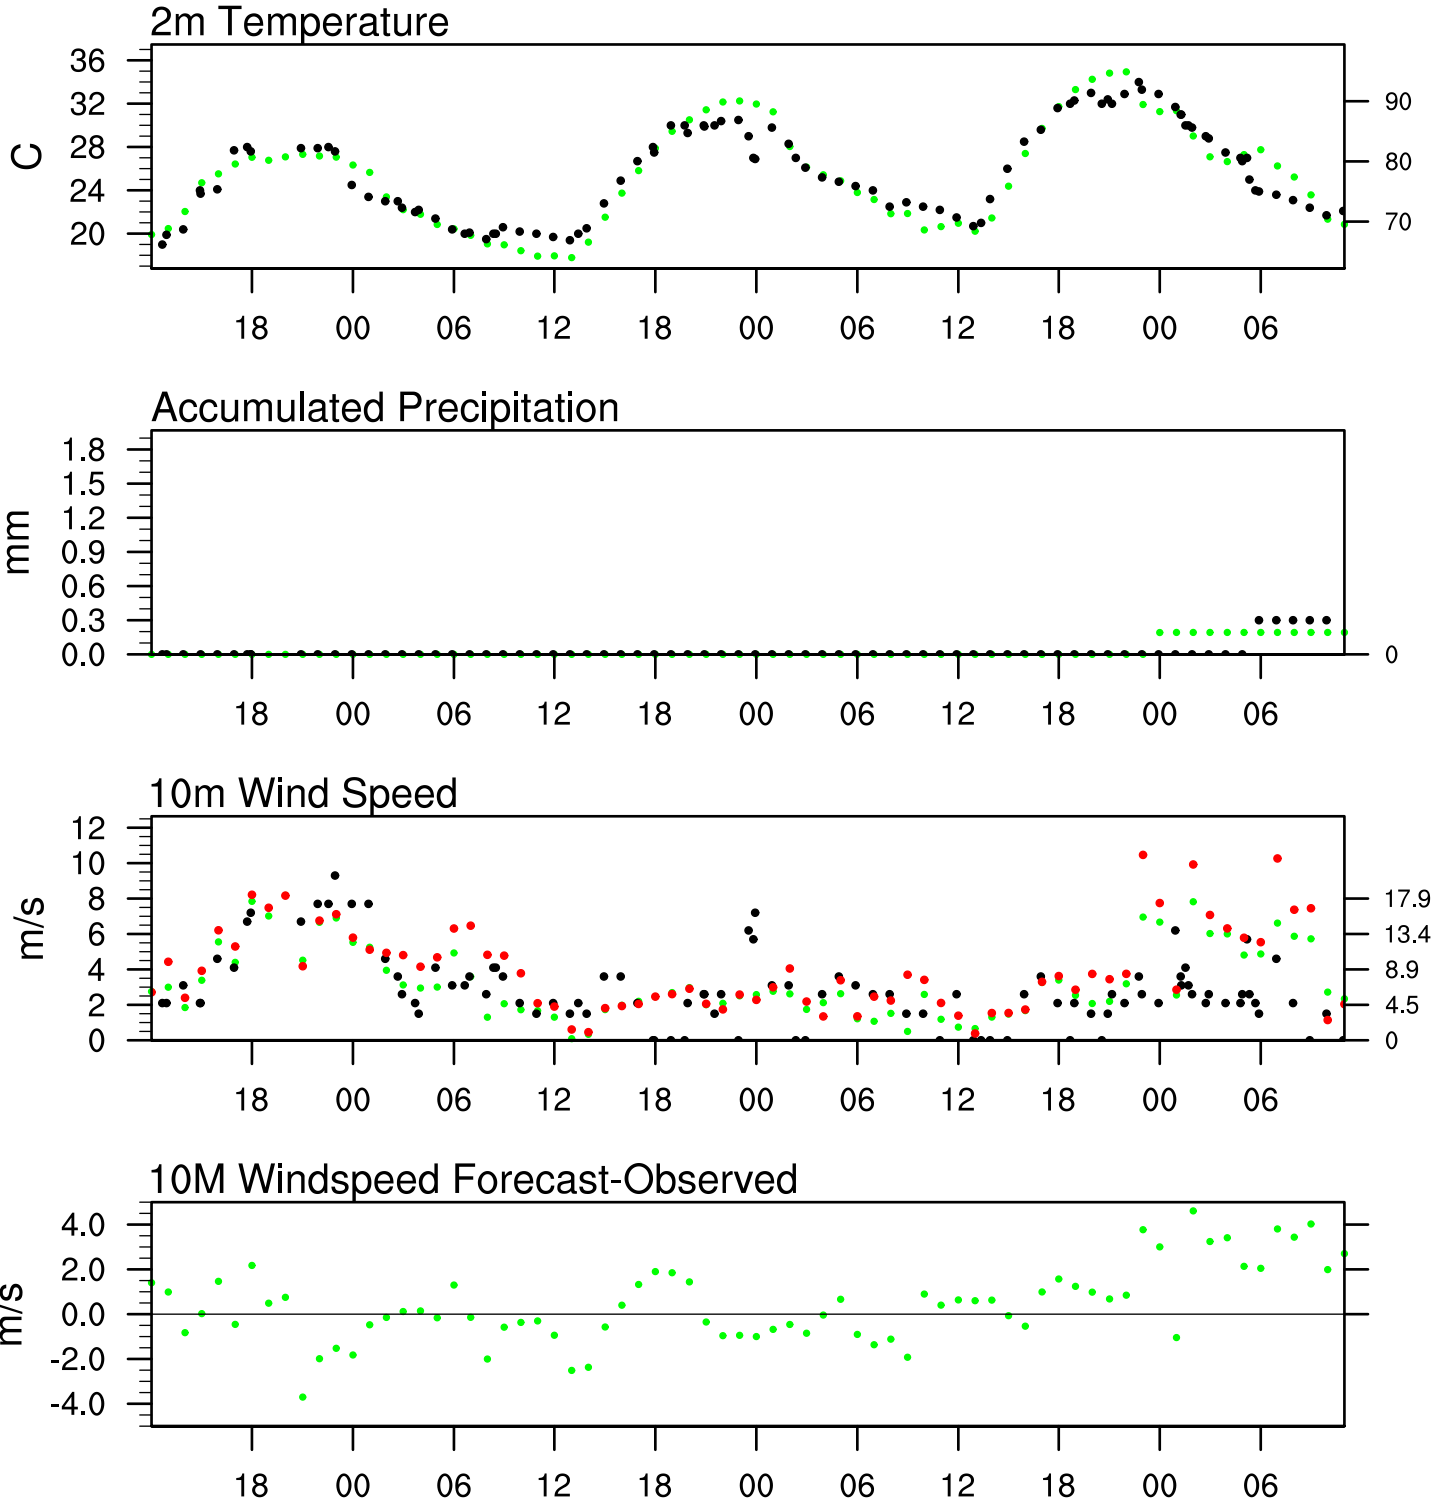 2m Temperature
36
32
28
24
20
C
90
80
70
18 00 06 12 18 00 06 12 18 00 06
Accumulated Precipitation
1.8
1.5
1.2
0.9
0.6
0.3
0.0
mm
0
18 00 06 12 18 00 06 12 18 00 06
10m Wind Speed
12
10
8
6
4
2
0
m/s
17.9
13.4
8.9
4.5
0
18 00 06 12 18 00 06 12 18 00 06
10M Windspeed Forecast-Observed
4.0
2.0
0.0
-2.0
-4.0
m/s
18 00 06 12 18 00 06 12 18 00 06